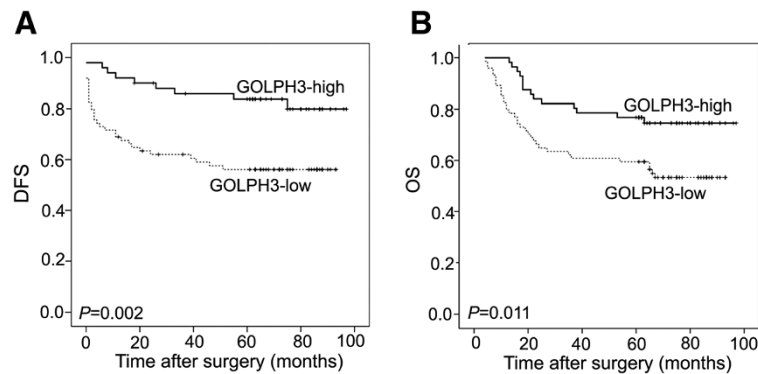 A
DFS
1.0
0.8
0.6
0.4
0.2
0.0
GOLPH3-high
GOLPH3-low
P=0.002
0 20 40 60 80 100
Time after surgery (months)
B
OS
1.0
0.8
0.6
0.4
0.2
0.0
GOLPH3-high
GOLPH3-low
P=0.011
0 20 40 60 80 100
Time after surgery (months)